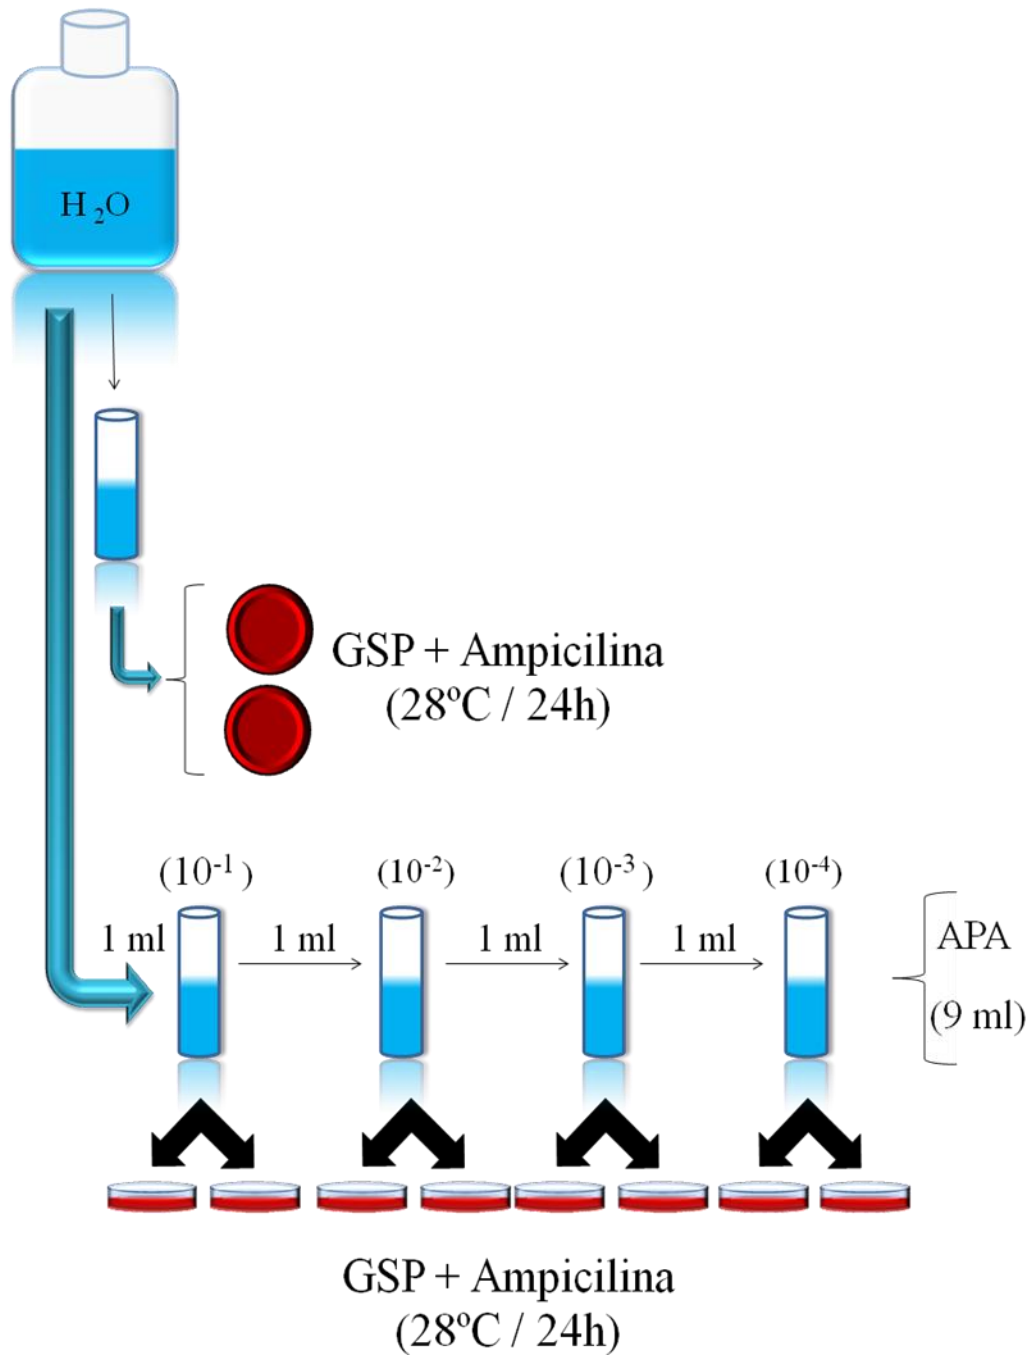 H₂O
GSP + Ampicilina
(28ºC / 24h)
(10⁻¹ )
(10⁻²)
(10⁻³ )
(10⁻⁴)
1 ml
1 ml
1 ml
1 ml
APA
(9 ml)
GSP + Ampicilina
(28ºC / 24h)